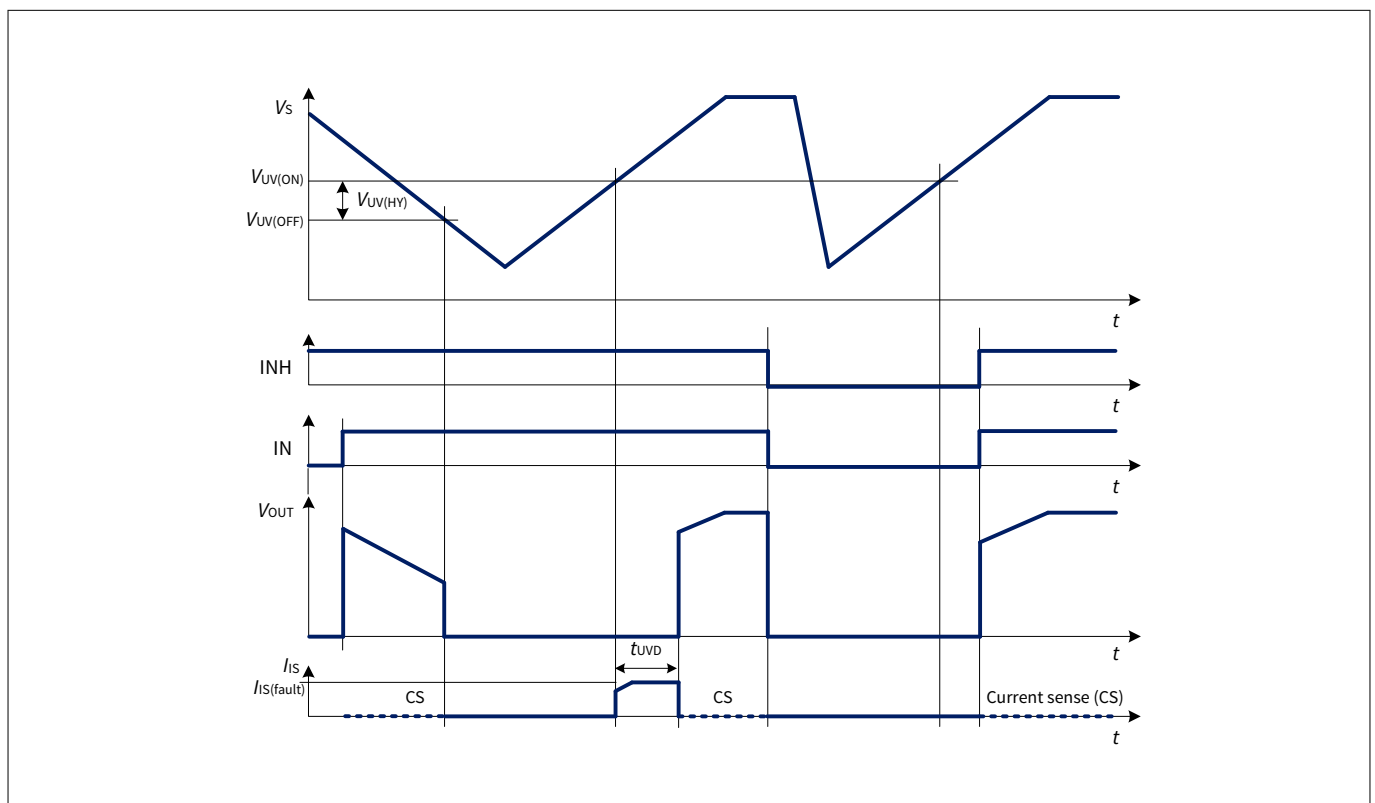 VS
VUV(ON)
VUV(HY)
VUV(OFF)
t
INH
t
IN
t
VOUT
t
tUVD
IIS
IIS(fault)
CS
CS
Current sense (CS)
t